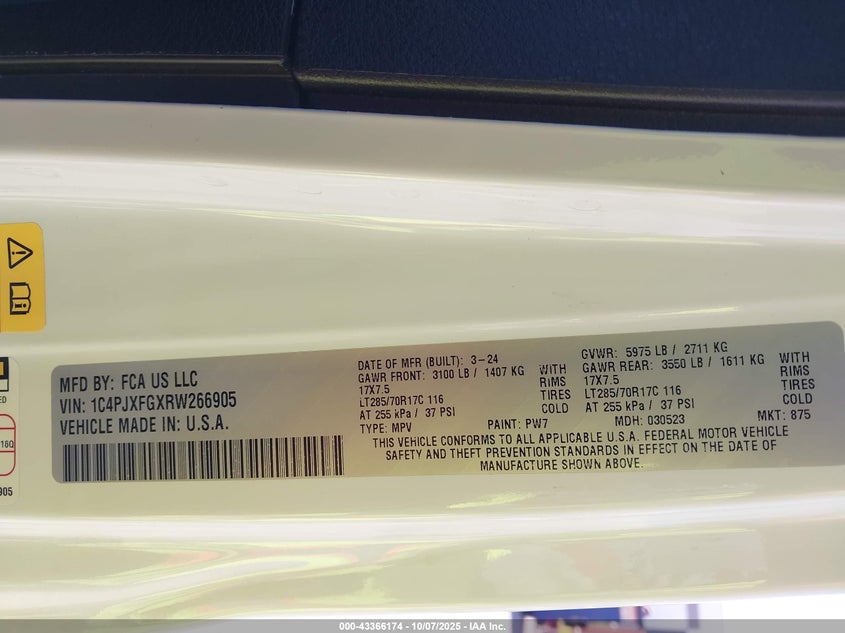 MFD BY: FCA US LLC
VIN: 1C4PJXFGXRW266905
VEHICLE MADE IN: U.S.A.
DATE OF MFR (BUILT): 3-24
GAWR FRONT: 3100 LB / 1407 KG
17X7.5
LT285/70R17C 116
AT 255 kPa / 37 PSI
WITH
RIMS
TIRES
COLD
TYPE: MPV
PAINT: PW7
GVWR: 5975 LB / 2711 KG
GAWR REAR: 3550 LB / 1611 KG
17X7.5
LT285/70R17C 116
AT 255 kPa / 37 PSI
WITH
RIMS
TIRES
COLD
MDH: 030523
MKT: 875
THIS VEHICLE CONFORMS TO ALL APPLICABLE U.S.A. FEDERAL MOTOR VEHICLE
SAFETY AND THEFT PREVENTION STANDARDS IN EFFECT ON THE DATE OF
MANUFACTURE SHOWN ABOVE.
000-43366174 - 10/07/2025 - IAA Inc.